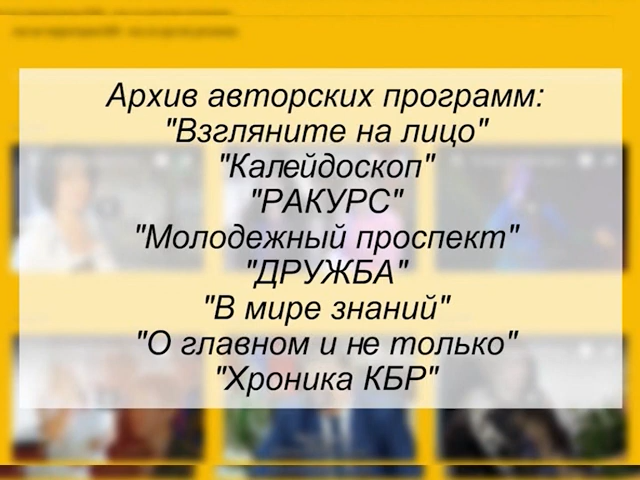 Архив авторских программ:
"Взгляните на лицо"
"Калейдоскоп"
"РАКУРС"
"Молодежный проспект"
"ДРУЖБА"
"В мире знаний"
"О главном и не только"
"Хроника КБР"